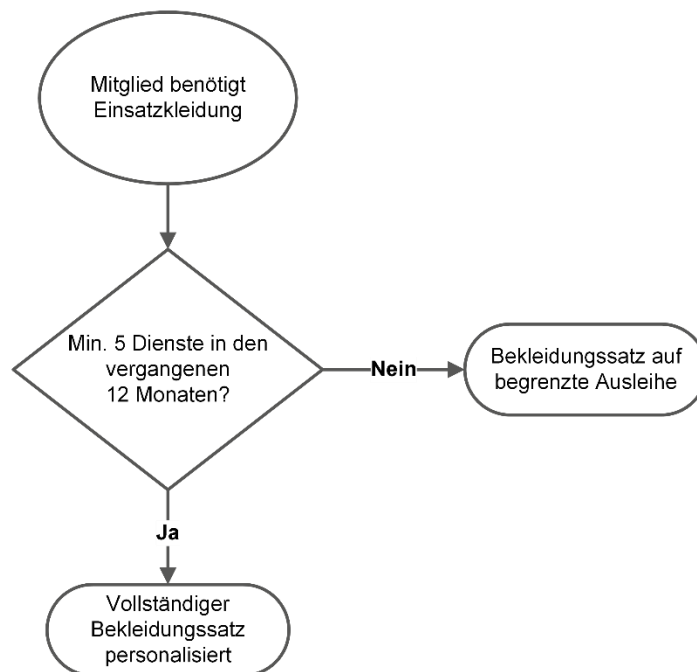 Mitglied benötigt
Einsatzkleidung
Min. 5 Dienste in den
vergangenen
12 Monaten?
Nein
Bekleidungssatz auf
begrenzte Ausleihe
Ja
Vollständiger
Bekleidungssatz
personalisiert